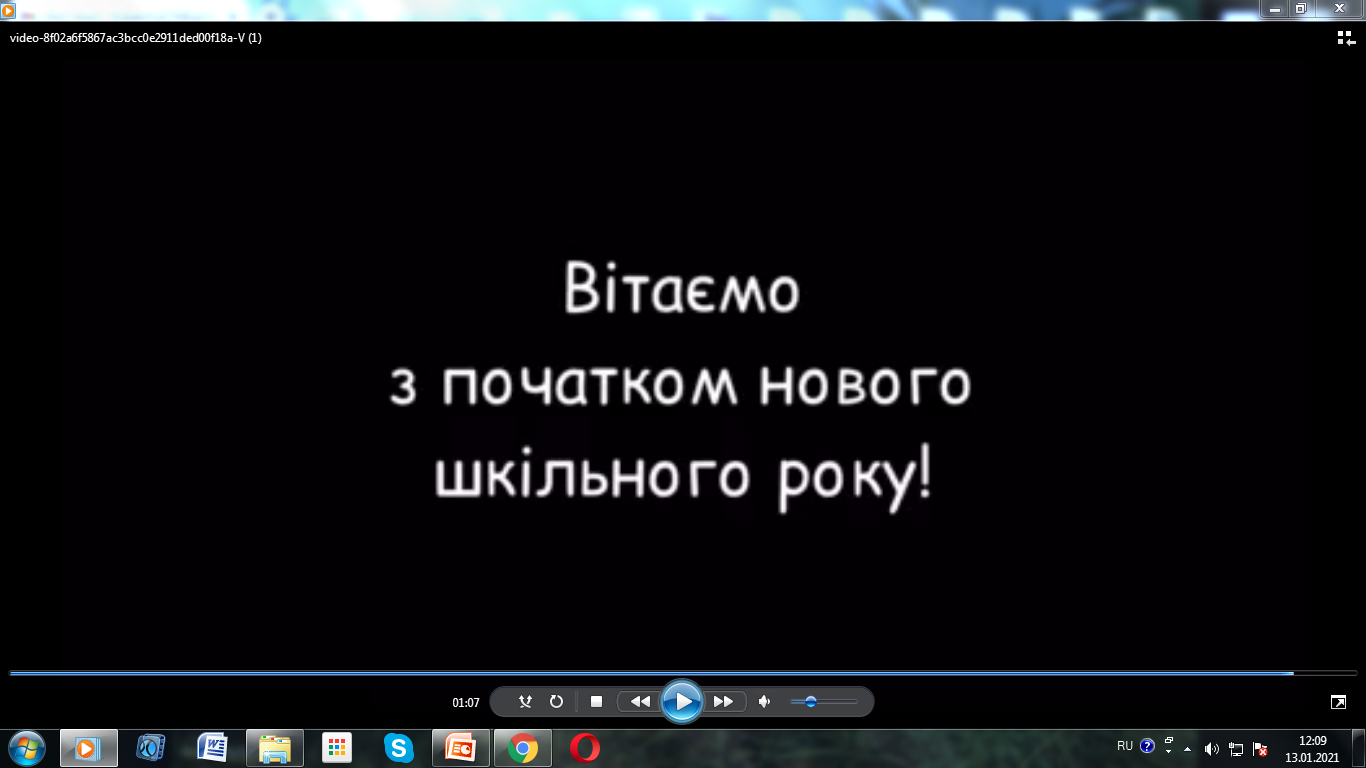 video-8f02a6f5867ac3bcc0e2911ded00f18a-V (1)
Вітаємо
з початком нового
шкільного року!
01:07
RU
12:09
13.01.2021